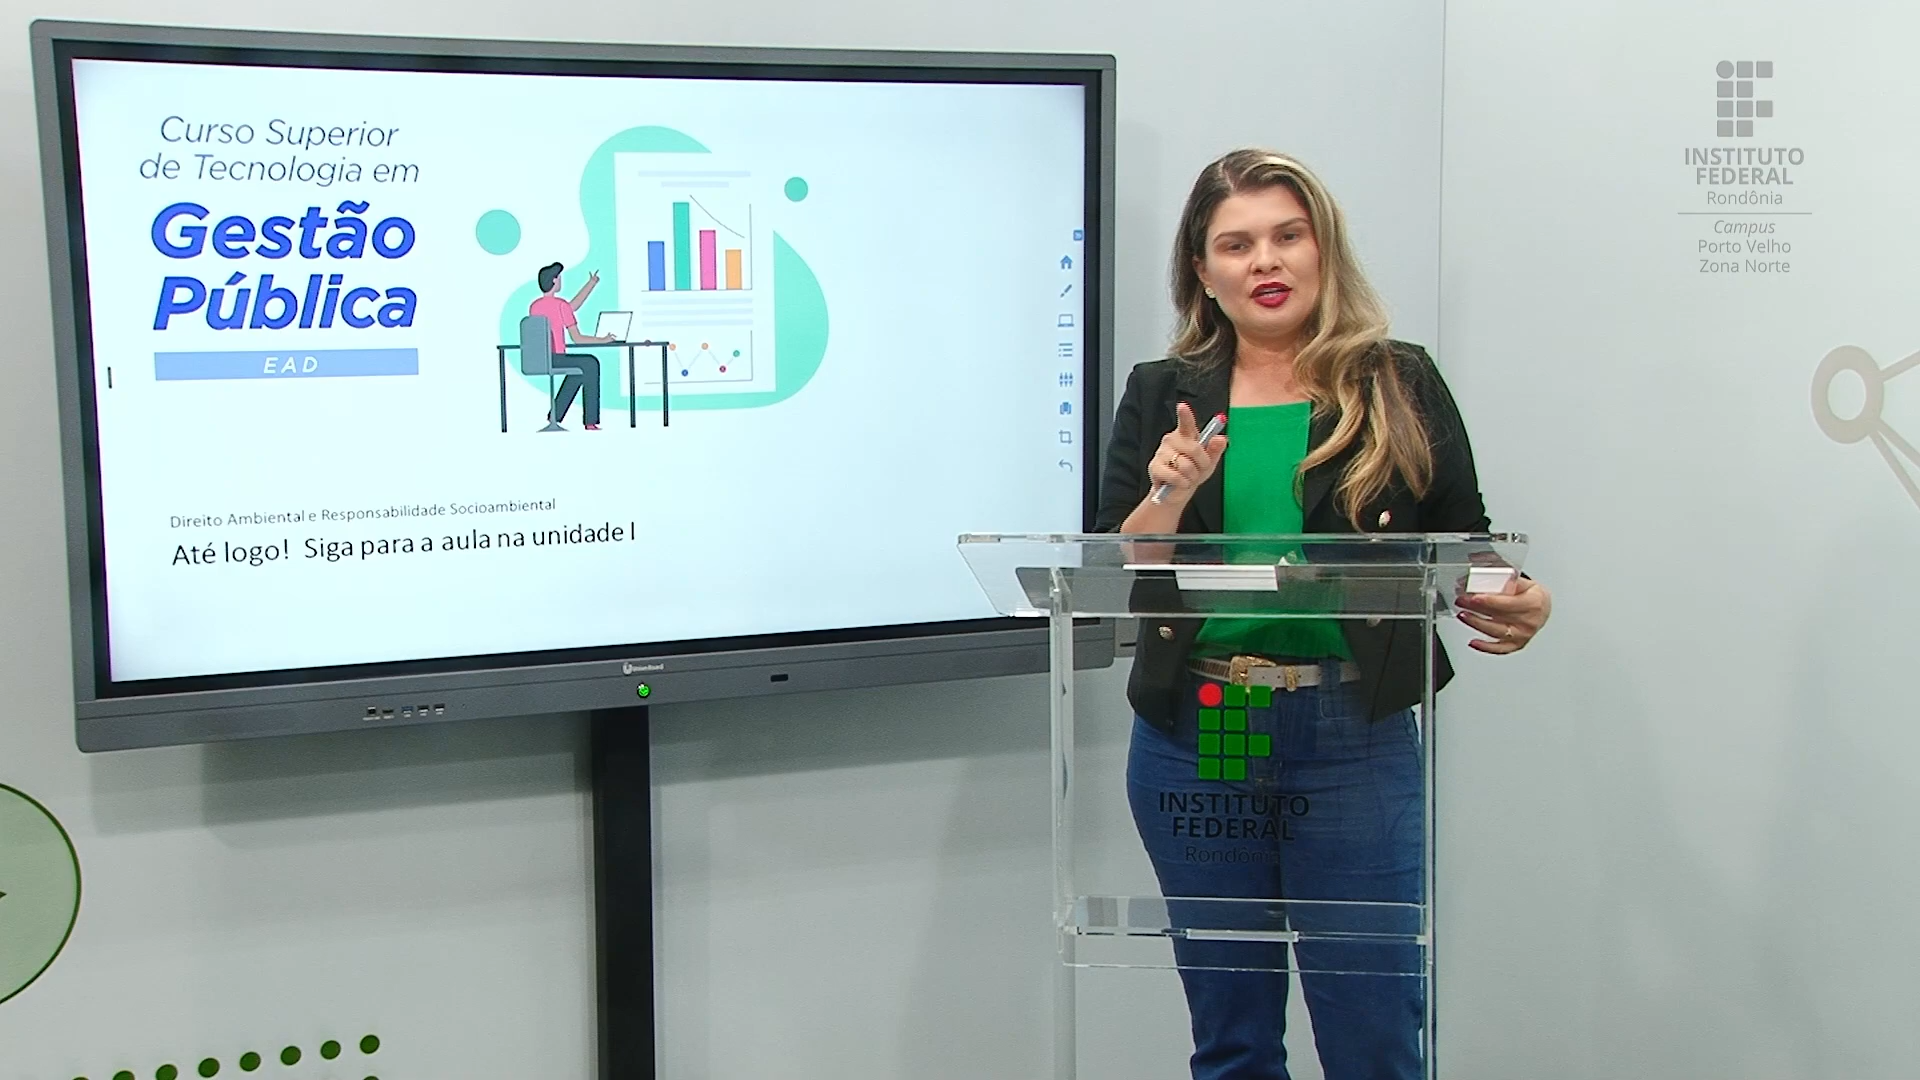 Curso Superior
de Tecnologia em
Gestão
Pública
EAD
Direito Ambiental e Responsabilidade Socioambiental
Até logo! Siga para a aula na unidade I
INSTITUTO
FEDERAL
Rondônia
Campus
Porto Velho
Zona Norte
INSTITUTO
FEDERAL
Rondônia